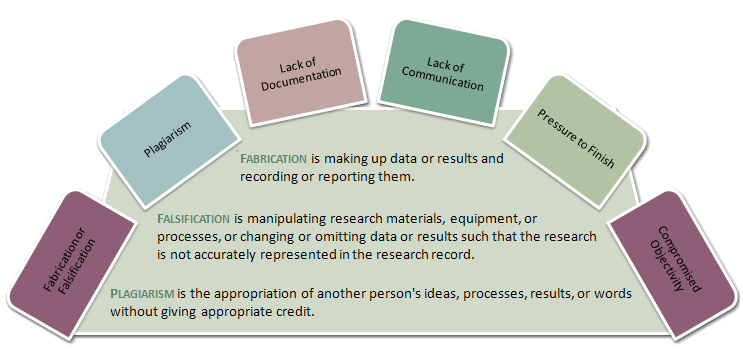 Lack of
Documentation
Lack of
Communication
Plagiarism
Pressure to Finish
Fabrication or
Falsification
Compromised
Objectivity
FABRICATION is making up data or results and
recording or reporting them.
FALSIFICATION is manipulating research materials, equipment, or
processes, or changing or omitting data or results such that the research
is not accurately represented in the research record.
PLAGIARISM is the appropriation of another person's ideas, processes, results, or words
without giving appropriate credit.